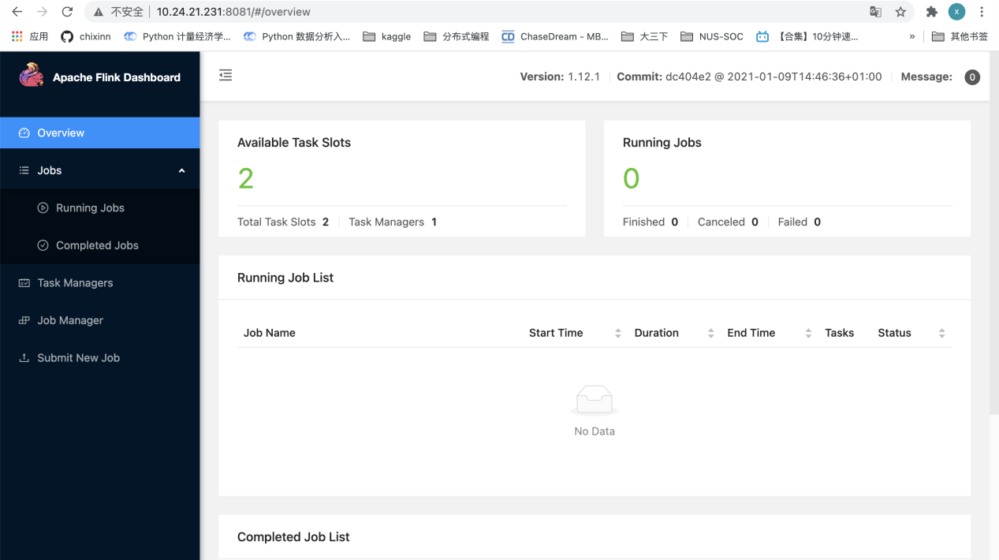 不安全 10.24.21.231:8081/#/overview X
应用 chixinn Python 计量经济学... Python 数据分析入... kaggle 分布式编程 CD ChaseDream - MB... 大三下 NUS-SOC 【合集】10分钟速... » 其他书签
Apache Flink Dashboard
Version: 1.12.1 Commit: dc404e2 @ 2021-01-09T14:46:36+01:00 Message: 0
Overview
Jobs
Running Jobs
Completed Jobs
Task Managers
Job Manager
Submit New Job
Available Task Slots
2
Total Task Slots 2 Task Managers 1
Running Jobs
0
Finished 0 Canceled 0 Failed 0
Running Job List
Job Name Start Time Duration End Time Tasks Status
No Data
Completed Job List